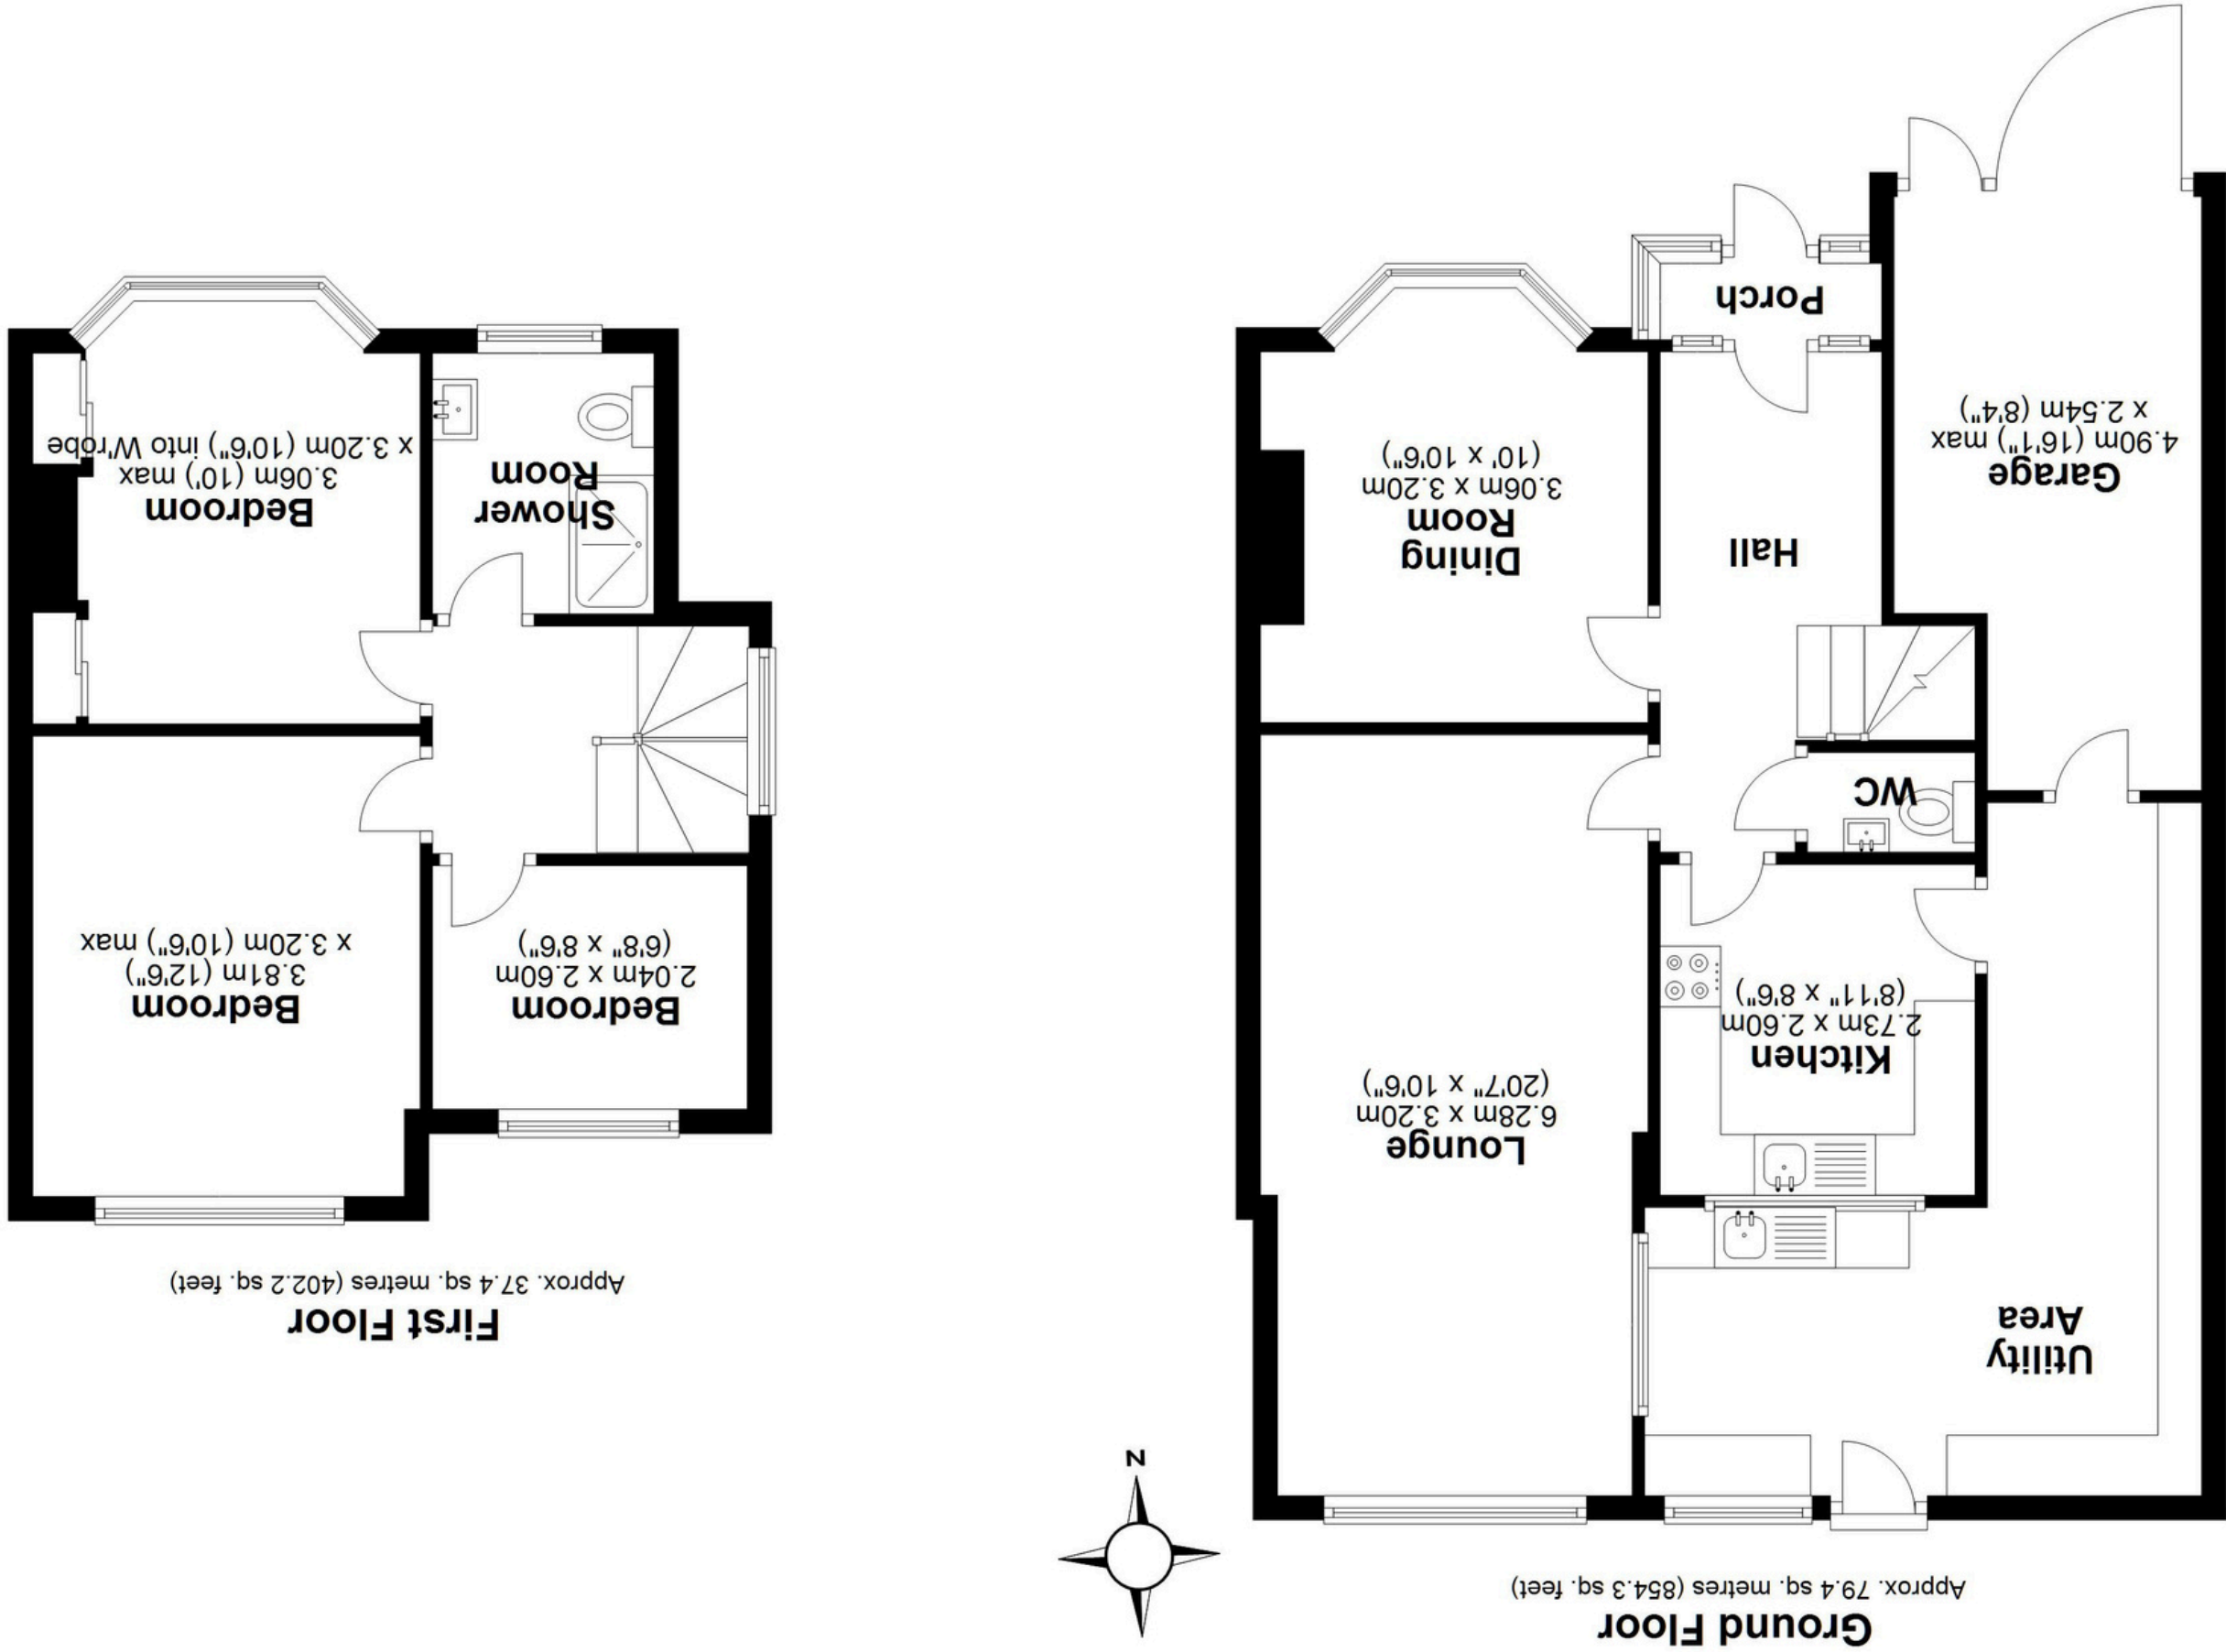 Ground Floor
Approx. 79.4 sq. metres (854.3 sq. feet)
Utility
Area
Lounge
6.28m x 3.20m
(20'7" x 10'6")
Kitchen
2.73m x 2.60m
(8'11" x 8'6")
WC
Dining
Room
3.06m x 3.20m
(10' x 10'6")
Hall
Garage
4.90m (16'1") max
x 2.54m (8'4")
Porch
N
First Floor
Approx. 37.4 sq. metres (402.2 sq. feet)
Bedroom
2.04m x 2.60m
(6'8" x 8'6")
Bedroom
3.81m (12'6")
x 3.20m (10'6") max
Shower
Room
Bedroom
3.06m (10') max
x 3.20m (10'6") into W'robe